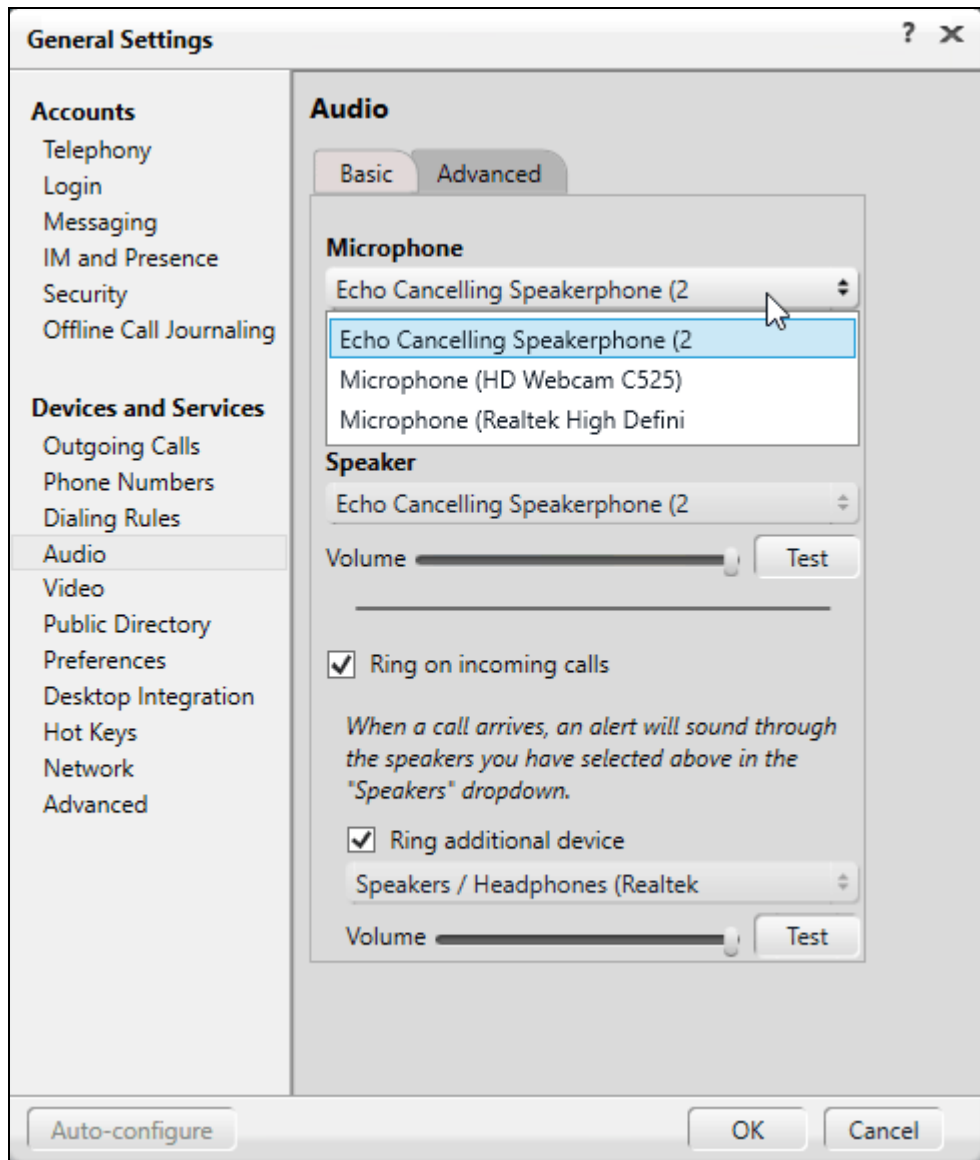 General Settings
?
Accounts
Telephony
Login
Messaging
IM and Presence
Security
Offline Call Journaling
Devices and Services
Outgoing Calls
Phone Numbers
Dialing Rules
Audio
Video
Public Directory
Preferences
Desktop Integration
Hot Keys
Network
Advanced
Audio
Basic Advanced
Microphone
Echo Cancelling Speakerphone (2
Echo Cancelling Speakerphone (2
Microphone (HD Webcam C525)
Microphone (Realtek High Defini
Speaker
Echo Cancelling Speakerphone (2
Volume Test
Ring on incoming calls
When a call arrives, an alert will sound through
the speakers you have selected above in the
"Speakers" dropdown.
Ring additional device
Speakers / Headphones (Realtek
Volume Test
Auto-configure OK Cancel